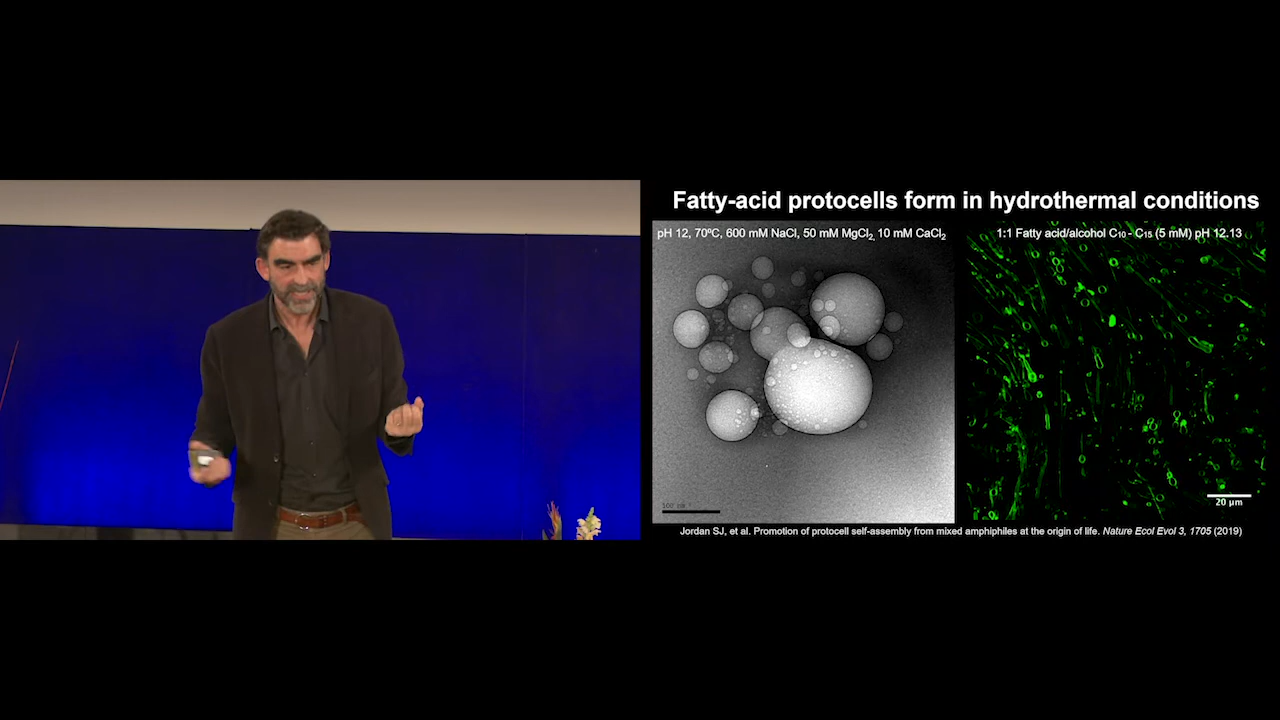 Fatty-acid protocells form in hydrothermal conditions
pH 12, 70ºC, 600 mM NaCl, 50 mM MgCl₂, 10 mM CaCl₂
1:1 Fatty acid/alcohol C₁₀ - C₁₅ (5 mM) pH 12.13
20 µm
Jordan SJ, et al. Promotion of protocell self-assembly from mixed amphiphiles at the origin of life. Nature Ecol Evol 3, 1705 (2019)